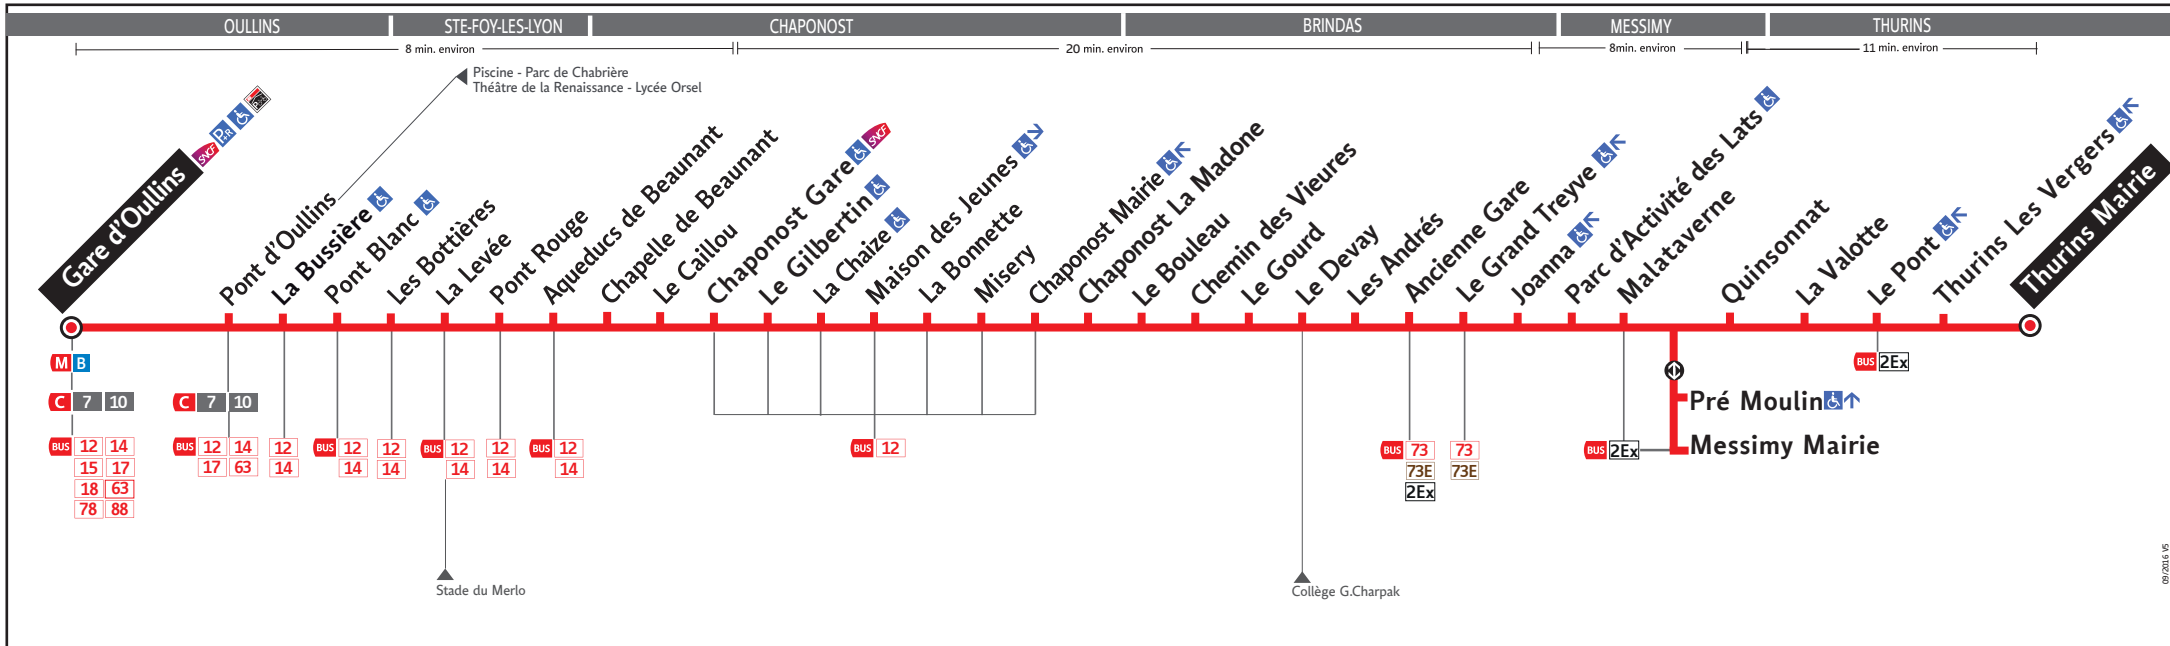 OULLINS
STE-FOY-LES-LYON
CHAPONOST
BRINDAS
MESSIMY
THURINS
8 min. environ
20 min. environ
8min. environ
11 min. environ
Piscine - Parc de Chabrière
Théâtre de la Renaissance - Lycée Orsel
Gare d'Oullins
SNCF
P+R
Pont d'Oullins
La Bussière
Pont Blanc
Les Bottières
La Levée
Pont Rouge
Aqueducs de Beaunant
Chapelle de Beaunant
Le Caillou
Chaponost Gare
SNCF
Le Gilbertin
La Chaize
Maison des Jeunes
La Bonnette
Misery
Chaponost Mairie
Chaponost La Madone
Le Bouleau
Chemin des Vieures
Le Gourd
Le Devay
Les Andrés
Ancienne Gare
Le Grand Treyve
Joanna
Parc d'Activité des Lats
Malataverne
Quinsonnat
La Valotte
Le Pont
Thurins Les Vergers
Thurins Mairie
M B
C 7 10
BUS 12 14
15 17
18 63
78 88
C 7 10
BUS 12 14
17 63
12
14
BUS 12
14
12
14
BUS 12
14
12
14
BUS 12
14
BUS 12
BUS 73
73E
2Ex
73
73E
BUS 2Ex
BUS 2Ex
Pré Moulin
Messimy Mairie
Stade du Merlo
Collège G.Charpak
09/2016 V5